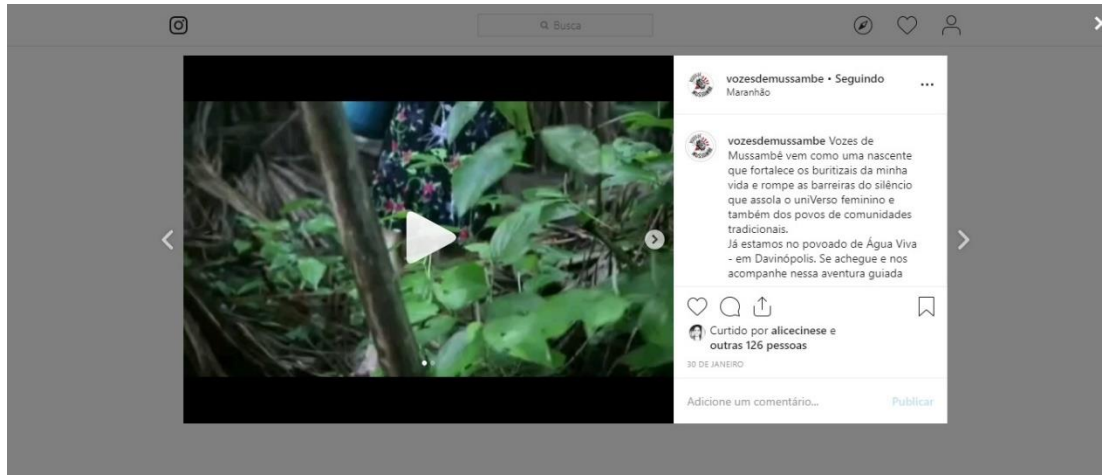 Busca
vozesdemussambe • Seguindo
Maranhão
...
vozesdemussambe Vozes de
Mussambê vem como uma nascente
que fortalece os buritizais da minha
vida e rompe as barreiras do silêncio
que assola o uniVerso feminino e
também dos povos de comunidades
tradicionais.
Já estamos no povoado de Água Viva
- em Davinópolis. Se achegue e nos
acompanhe nessa aventura guiada
Curtido por alicecinese e
outras 126 pessoas
30 DE JANEIRO
Adicione um comentário...
Publicar